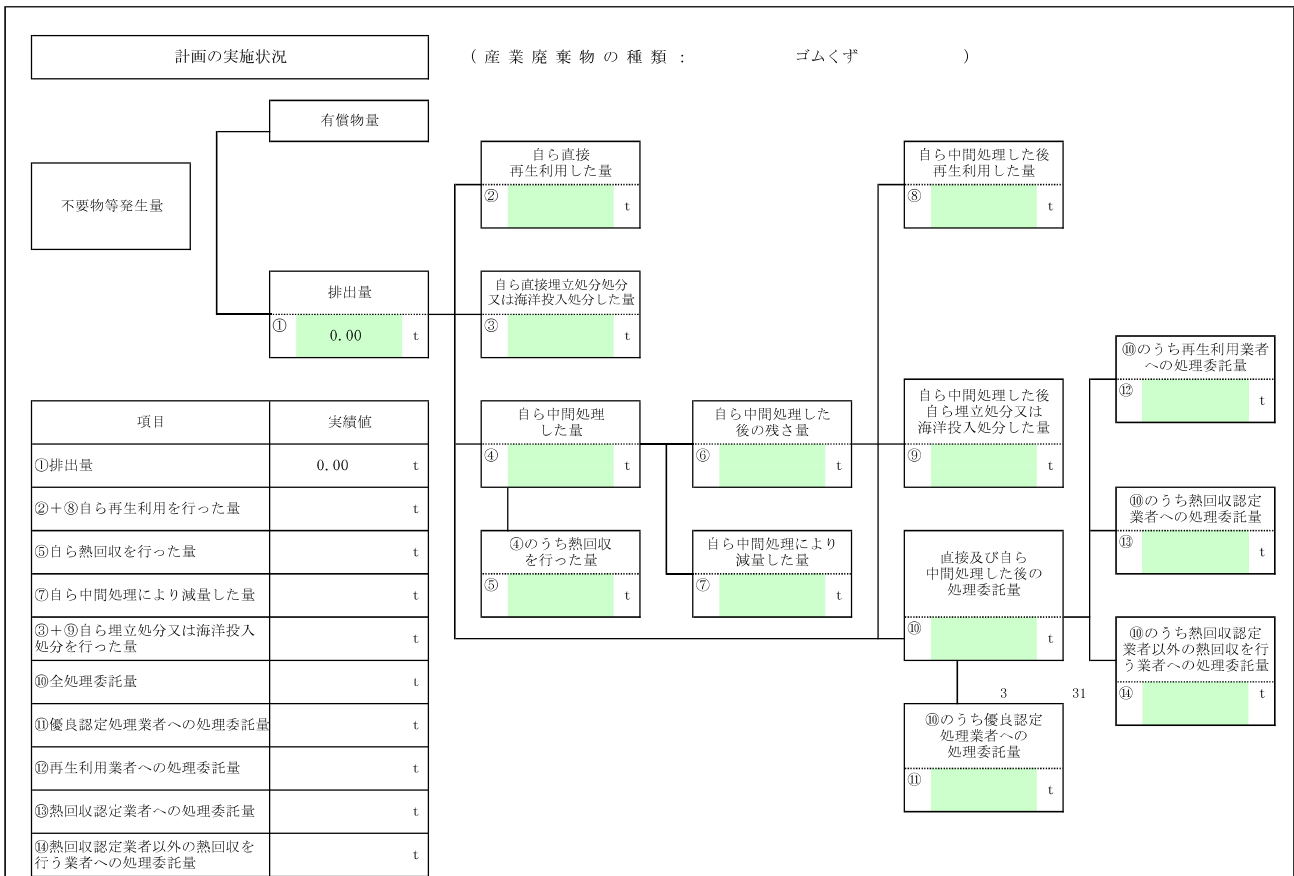 計画の実施状況
（産業廃棄物の種類： ゴムくず ）
有償物量
不要物等発生量
排出量
① 0.00 t
自ら直接
再生利用した量
② t
自ら直接埋立処分処分
又は海洋投入処分した量
③ t
自ら中間処理
した量
④ t
④のうち熱回収
を行った量
⑤ t
自ら中間処理した
後の残さ量
⑥ t
自ら中間処理により
減量した量
⑦ t
自ら中間処理した後
再生利用した量
⑧ t
自ら中間処理した後
自ら埋立処分又は
海洋投入処分した量
⑨ t
直接及び自ら
中間処理した後の
処理委託量
⑩ t
3 31
⑩のうち優良認定
処理業者への
処理委託量
⑪ t
⑩のうち再生利用業者
への処理委託量
⑫ t
⑩のうち熱回収認定
業者への処理委託量
⑬ t
⑩のうち熱回収認定
業者以外の熱回収を行
う業者への処理委託量
⑭ t
項目 実績値
①排出量 0.00 t
②＋⑧自ら再生利用を行った量 t
⑤自ら熱回収を行った量 t
⑦自ら中間処理により減量した量 t
③＋⑨自ら埋立処分又は海洋投入
処分を行った量 t
⑩全処理委託量 t
⑪優良認定処理業者への処理委託量 t
⑫再生利用業者への処理委託量 t
⑬熱回収認定業者への処理委託量 t
⑭熱回収認定業者以外の熱回収を
行う業者への処理委託量 t